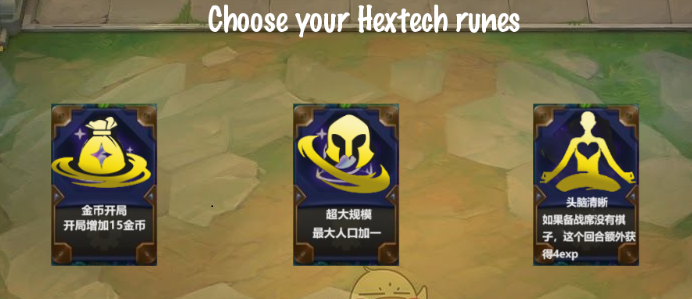 Choose your Hextech runes
金币开局
开局增加15金币
超大规模
最大人口加一
头脑清晰
如果备战席没有棋
子，这个回合额外获
得4exp